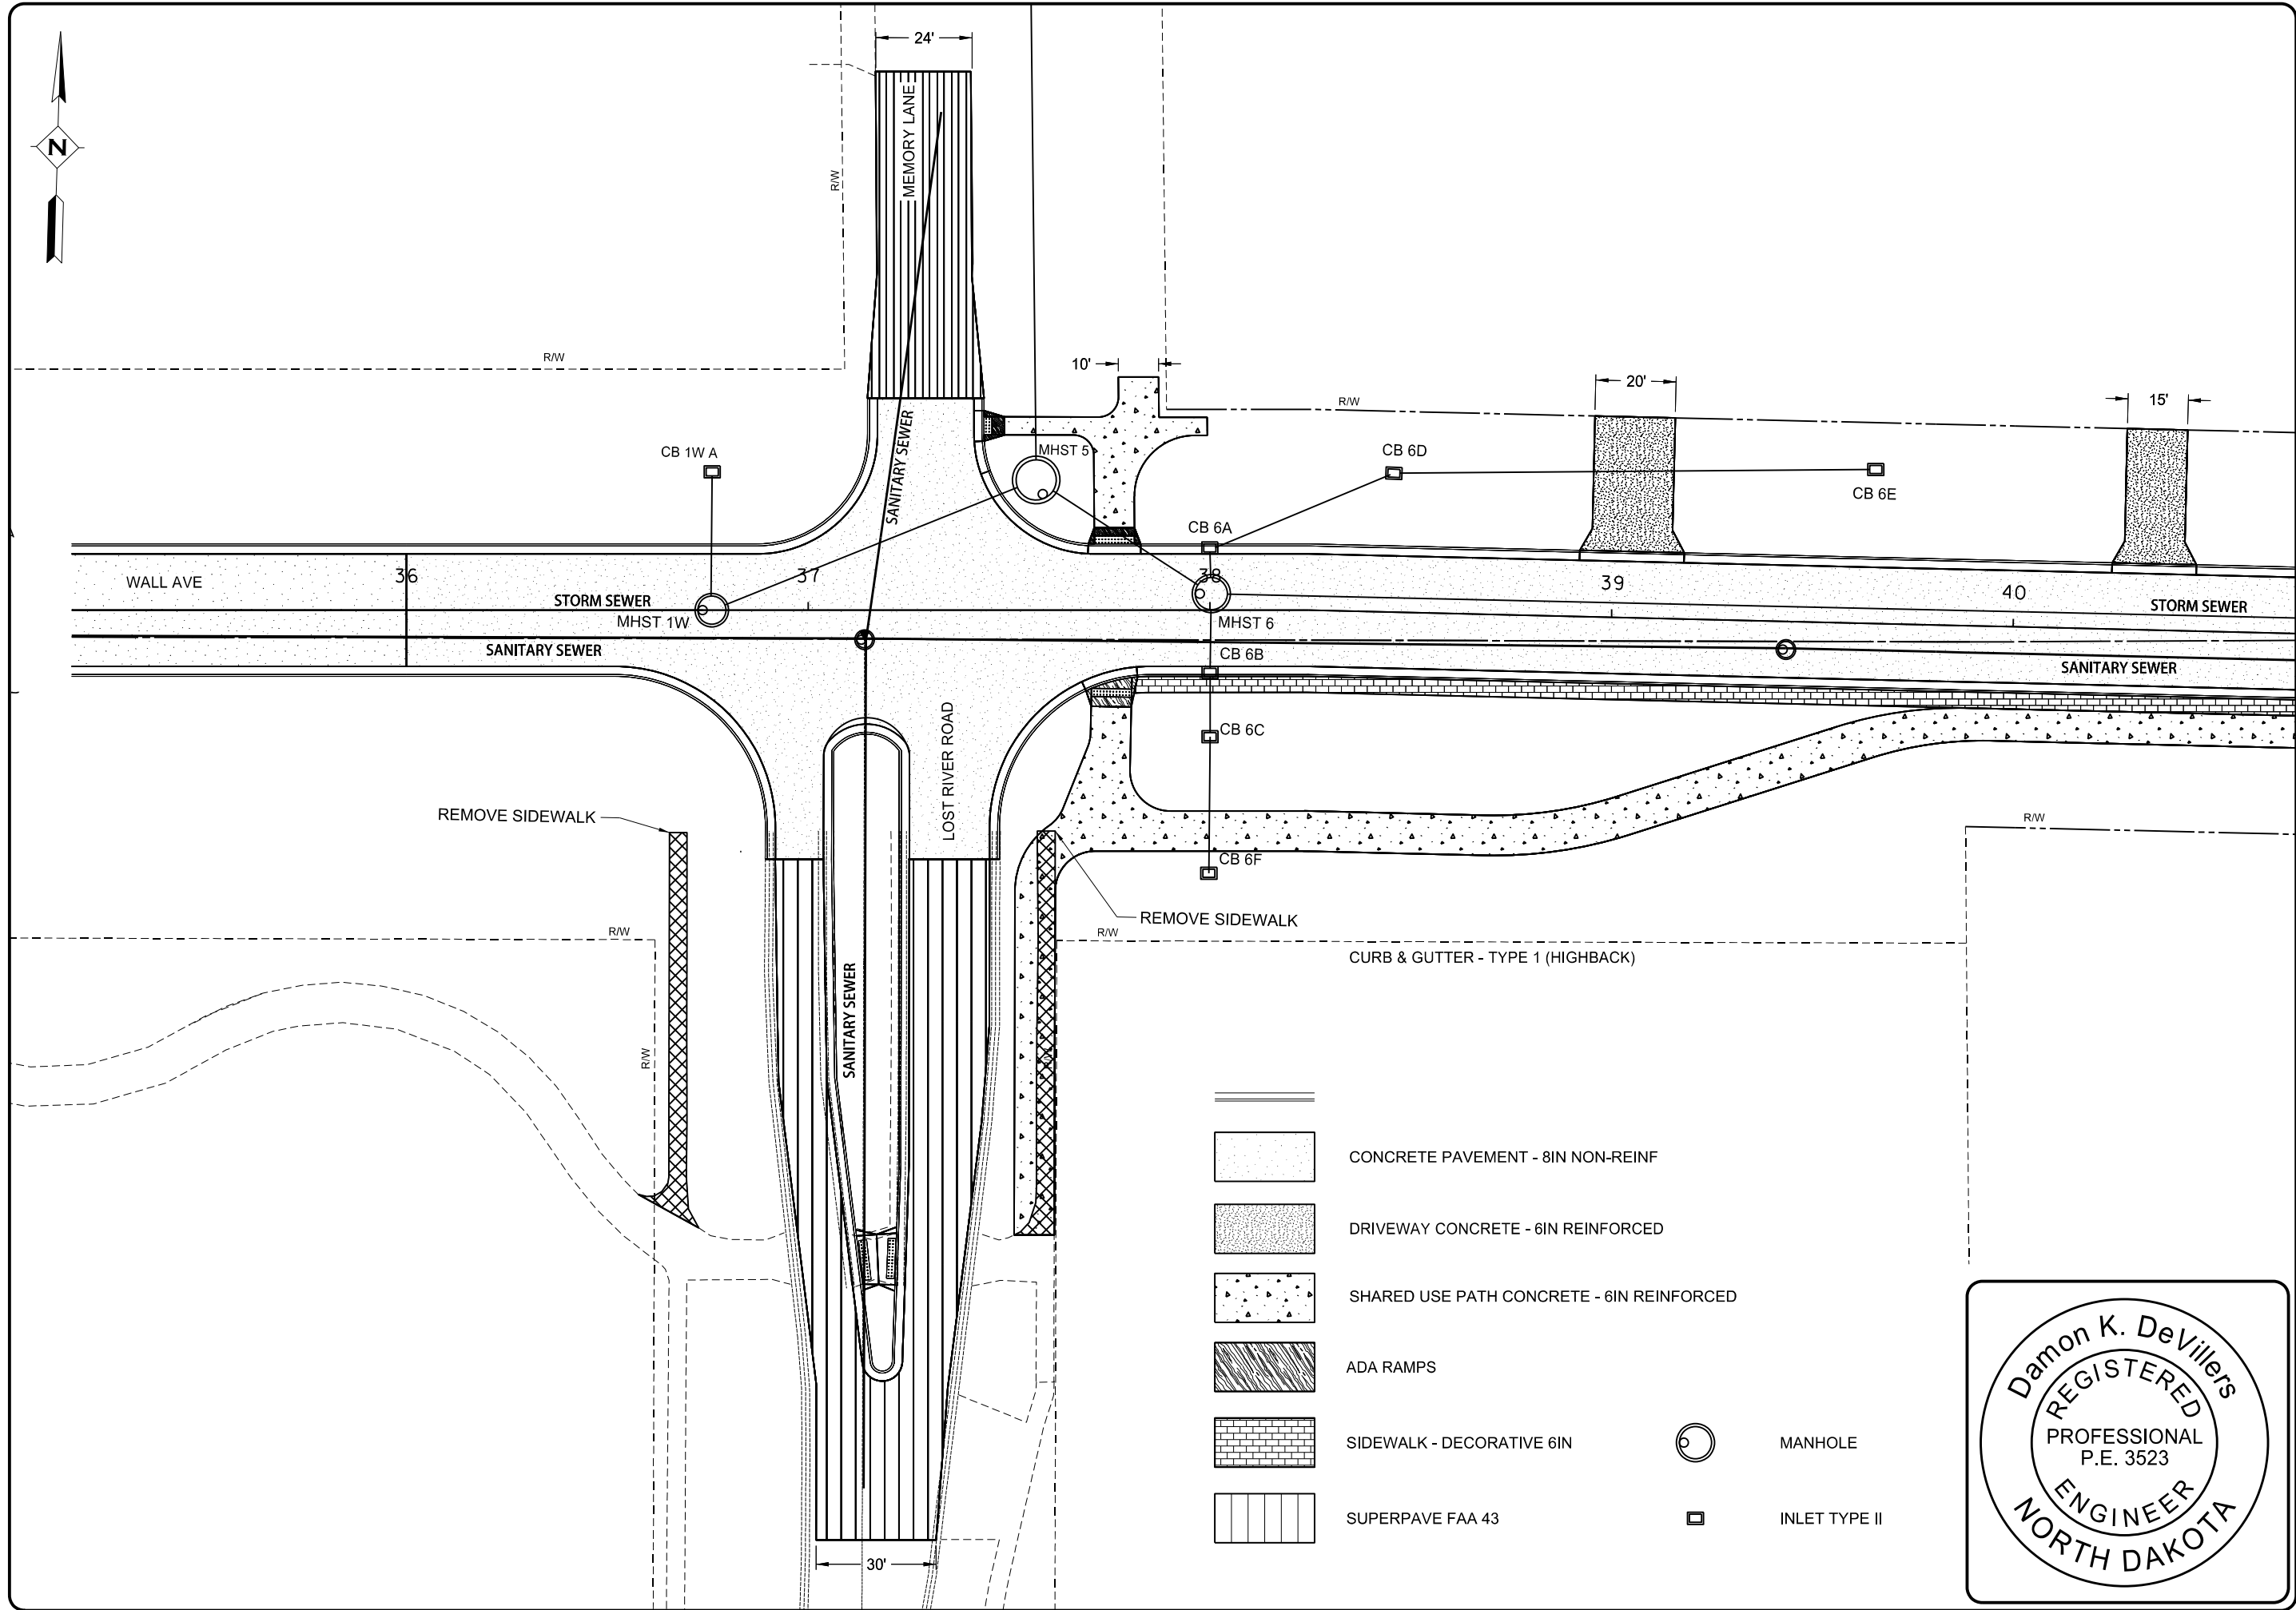 24'
N
MEMORY LANE
R/W
R/W
10'
R/W
20'
15'
SANITARY SEWER
CB 1W A
MHST 5
CB 6D
CB 6E
CB 6A
WALL AVE
36
37
38
39
40
STORM SEWER
STORM SEWER
MHST 1W
MHST 6
SANITARY SEWER
CB 6B
SANITARY SEWER
LOST RIVER ROAD
CB 6C
REMOVE SIDEWALK
R/W
CB 6F
REMOVE SIDEWALK
R/W
R/W
CURB & GUTTER - TYPE 1 (HIGHBACK)
SANITARY SEWER
R/W
R/W
CONCRETE PAVEMENT - 8IN NON-REINF
DRIVEWAY CONCRETE - 6IN REINFORCED
SHARED USE PATH CONCRETE - 6IN REINFORCED
ADA RAMPS
SIDEWALK - DECORATIVE 6IN
MANHOLE
SUPERPAVE FAA 43
INLET TYPE II
30'
Damon K. DeVillers
REGISTERED
PROFESSIONAL
P.E. 3523
ENGINEER
NORTH DAKOTA